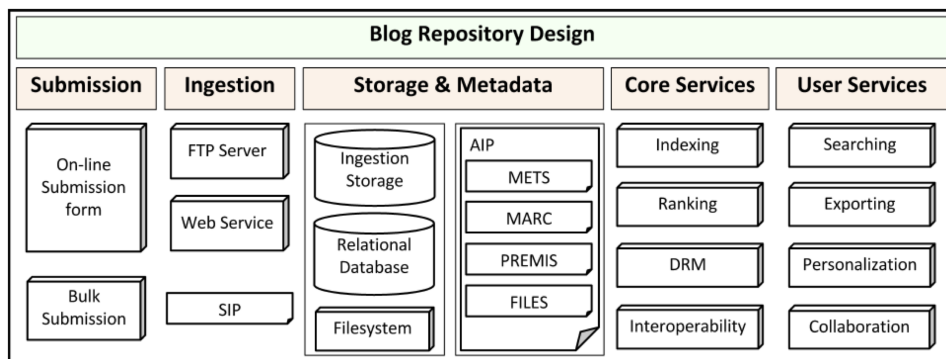 Blog Repository Design
Submission
Ingestion
Storage & Metadata
Core Services
User Services
On-line
Submission
form
Bulk
Submission
FTP Server
Web Service
SIP
Ingestion
Storage
Relational
Database
Filesystem
AIP
METS
MARC
PREMIS
FILES
Indexing
Ranking
DRM
Interoperability
Searching
Exporting
Personalization
Collaboration